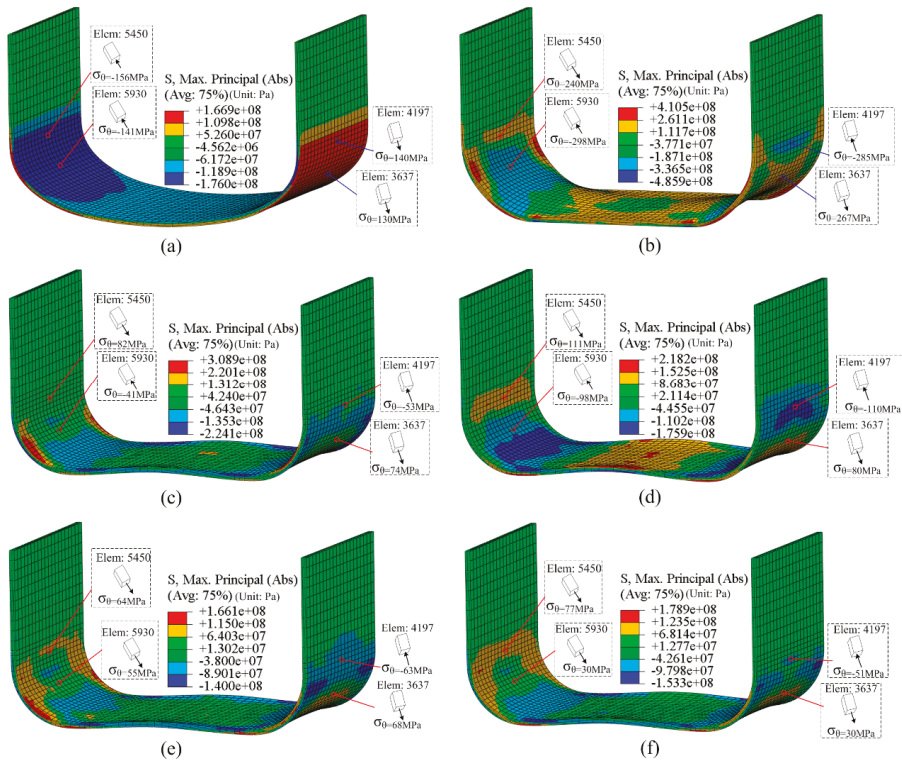 (a)
Elem: 5450
σθ=-156MPa
Elem: 5930
σθ=-141MPa
S, Max. Principal (Abs)
(Avg: 75%)(Unit: Pa)
+1.669e+08
+1.098e+08
+5.260e+07
-4.562e+06
-6.172e+07
-1.189e+08
-1.760e+08
Elem: 4197
σθ=140MPa
Elem: 3637
σθ=130MPa
(b)
Elem: 5450
σθ=240MPa
Elem: 5930
σθ=-298MPa
S, Max. Principal (Abs)
(Avg: 75%)(Unit: Pa)
+4.105e+08
+2.611e+08
+1.117e+08
-3.771e+07
-1.871e+08
-3.365e+08
-4.859e+08
Elem: 4197
σθ=-285MPa
Elem: 3637
σθ=267MPa
(c)
Elem: 5450
σθ=82MPa
Elem: 5930
σθ=-41MPa
S, Max. Principal (Abs)
(Avg: 75%)(Unit: Pa)
+3.089e+08
+2.201e+08
+1.312e+08
+4.240e+07
-4.643e+07
-1.353e+08
-2.241e+08
Elem: 4197
σθ=-53MPa
Elem: 3637
σθ=74MPa
(d)
Elem: 5450
σθ=111MPa
Elem: 5930
σθ=-98MPa
S, Max. Principal (Abs)
(Avg: 75%)(Unit: Pa)
+2.182e+08
+1.525e+08
+8.683e+07
+2.114e+07
-4.455e+07
-1.102e+08
-1.759e+08
Elem: 4197
σθ=-110MPa
Elem: 3637
σθ=80MPa
(e)
Elem: 5450
σθ=64MPa
Elem: 5930
σθ=55MPa
S, Max. Principal (Abs)
(Avg: 75%)(Unit: Pa)
+1.661e+08
+1.150e+08
+6.403e+07
+1.302e+07
-3.800e+07
-8.901e+07
-1.400e+08
Elem: 4197
σθ=-63MPa
Elem: 3637
σθ=68MPa
(f)
Elem: 5450
σθ=77MPa
Elem: 5930
σθ=30MPa
S, Max. Principal (Abs)
(Avg: 75%)(Unit: Pa)
+1.789e+08
+1.235e+08
+6.814e+07
+1.277e+07
-4.261e+07
-9.798e+07
-1.533e+08
Elem: 4197
σθ=-51MPa
Elem: 3637
σθ=30MPa